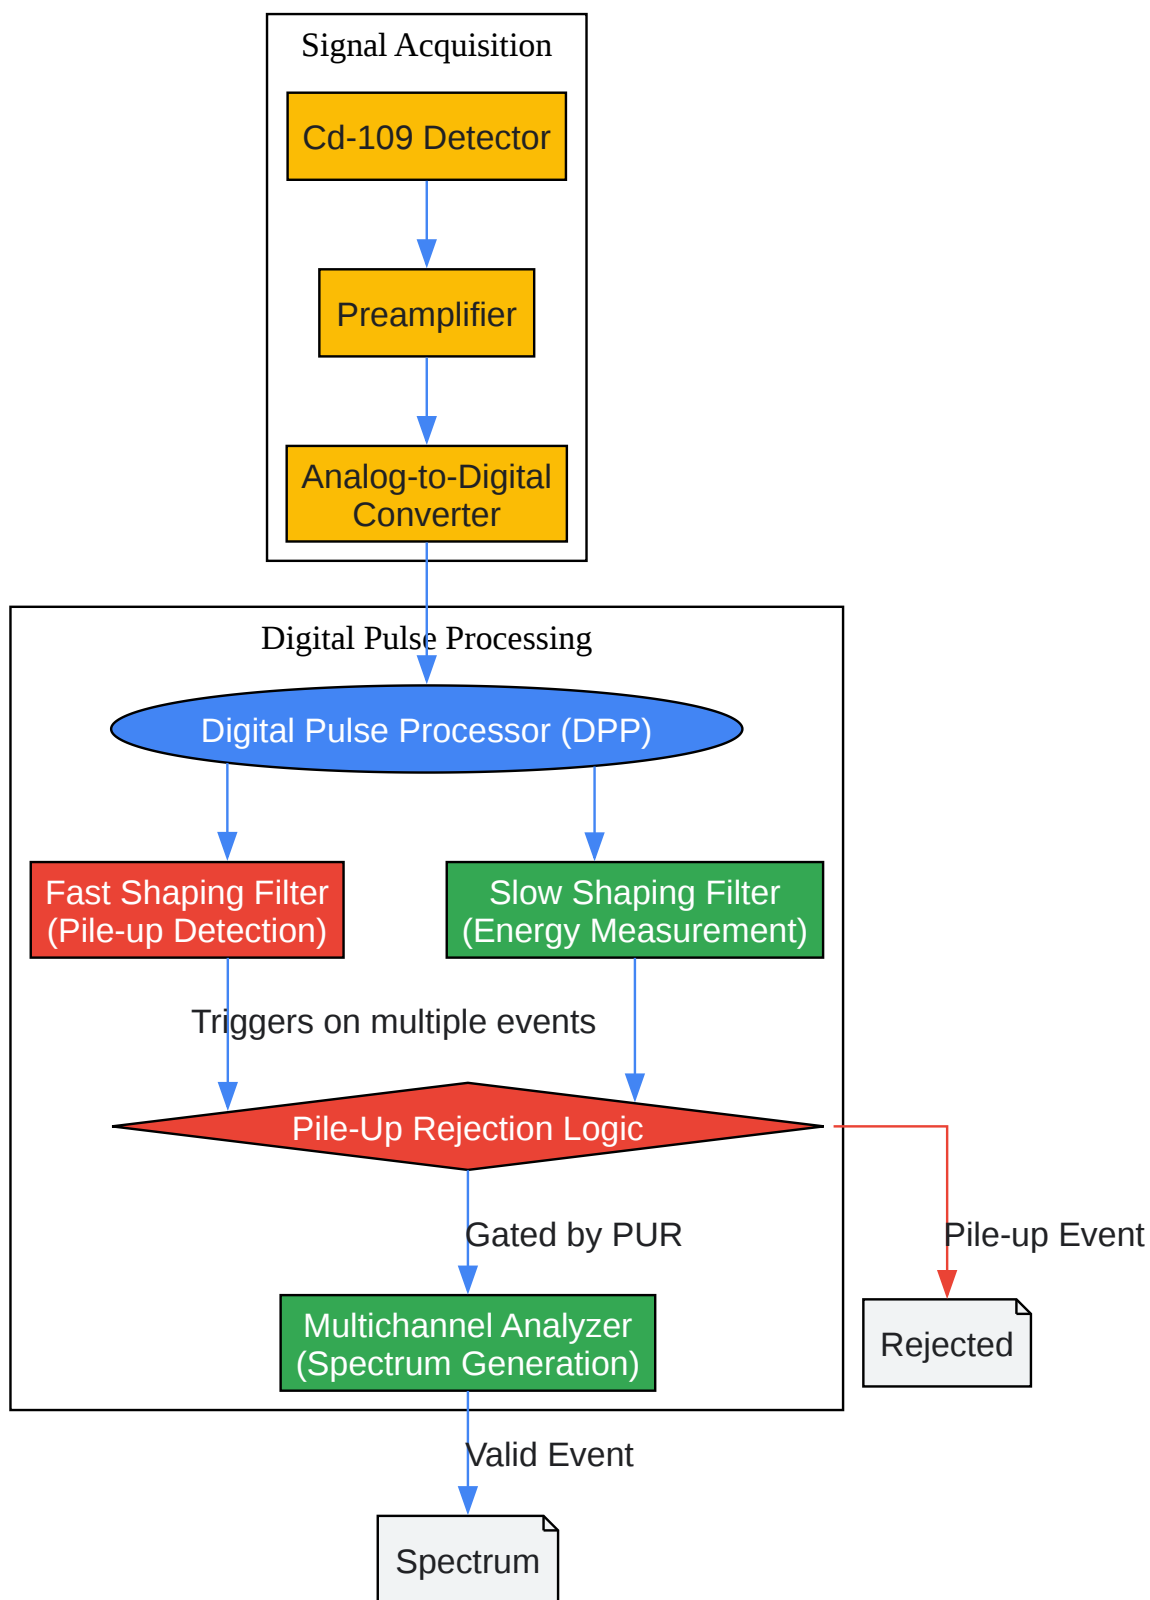 Signal Acquisition
Cd-109 Detector
Preamplifier
Analog-to-Digital
Converter
Digital Pulse Processing
Digital Pulse Processor (DPP)
Fast Shaping Filter
(Pile-up Detection)
Slow Shaping Filter
(Energy Measurement)
Triggers on multiple events
Pile-Up Rejection Logic
Gated by PUR
Pile-up Event
Multichannel Analyzer
(Spectrum Generation)
Rejected
Valid Event
Spectrum